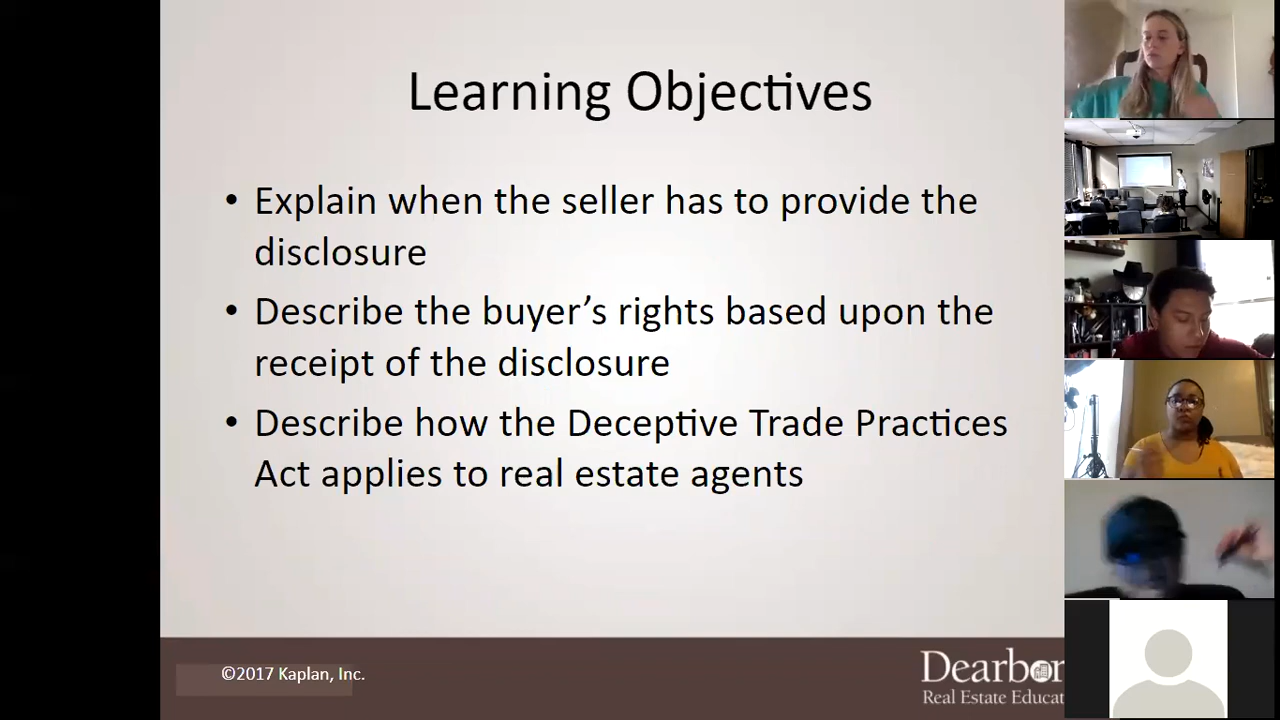 Learning Objectives
• Explain when the seller has to provide the
disclosure
• Describe the buyer’s rights based upon the
receipt of the disclosure
• Describe how the Deceptive Trade Practices
Act applies to real estate agents
©2017 Kaplan, Inc.
Dearbor
Real Estate Educat